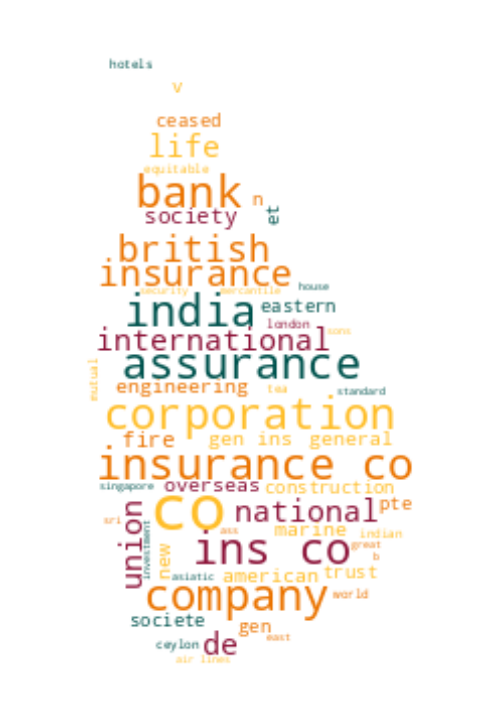 hotels
v
ceased
life
equitable
bank n
society et
british
insurance
security mercantile house
india eastern
london
international sons
assurance
mutual
engineering tea standard
corporation
fire gen ins general
insurance co
singapore overseas construction
co national pte
sri union investment ass marine indian
new ins co great
b
asiatic american trust
company world
societe gen
east
ceylon de
air lines